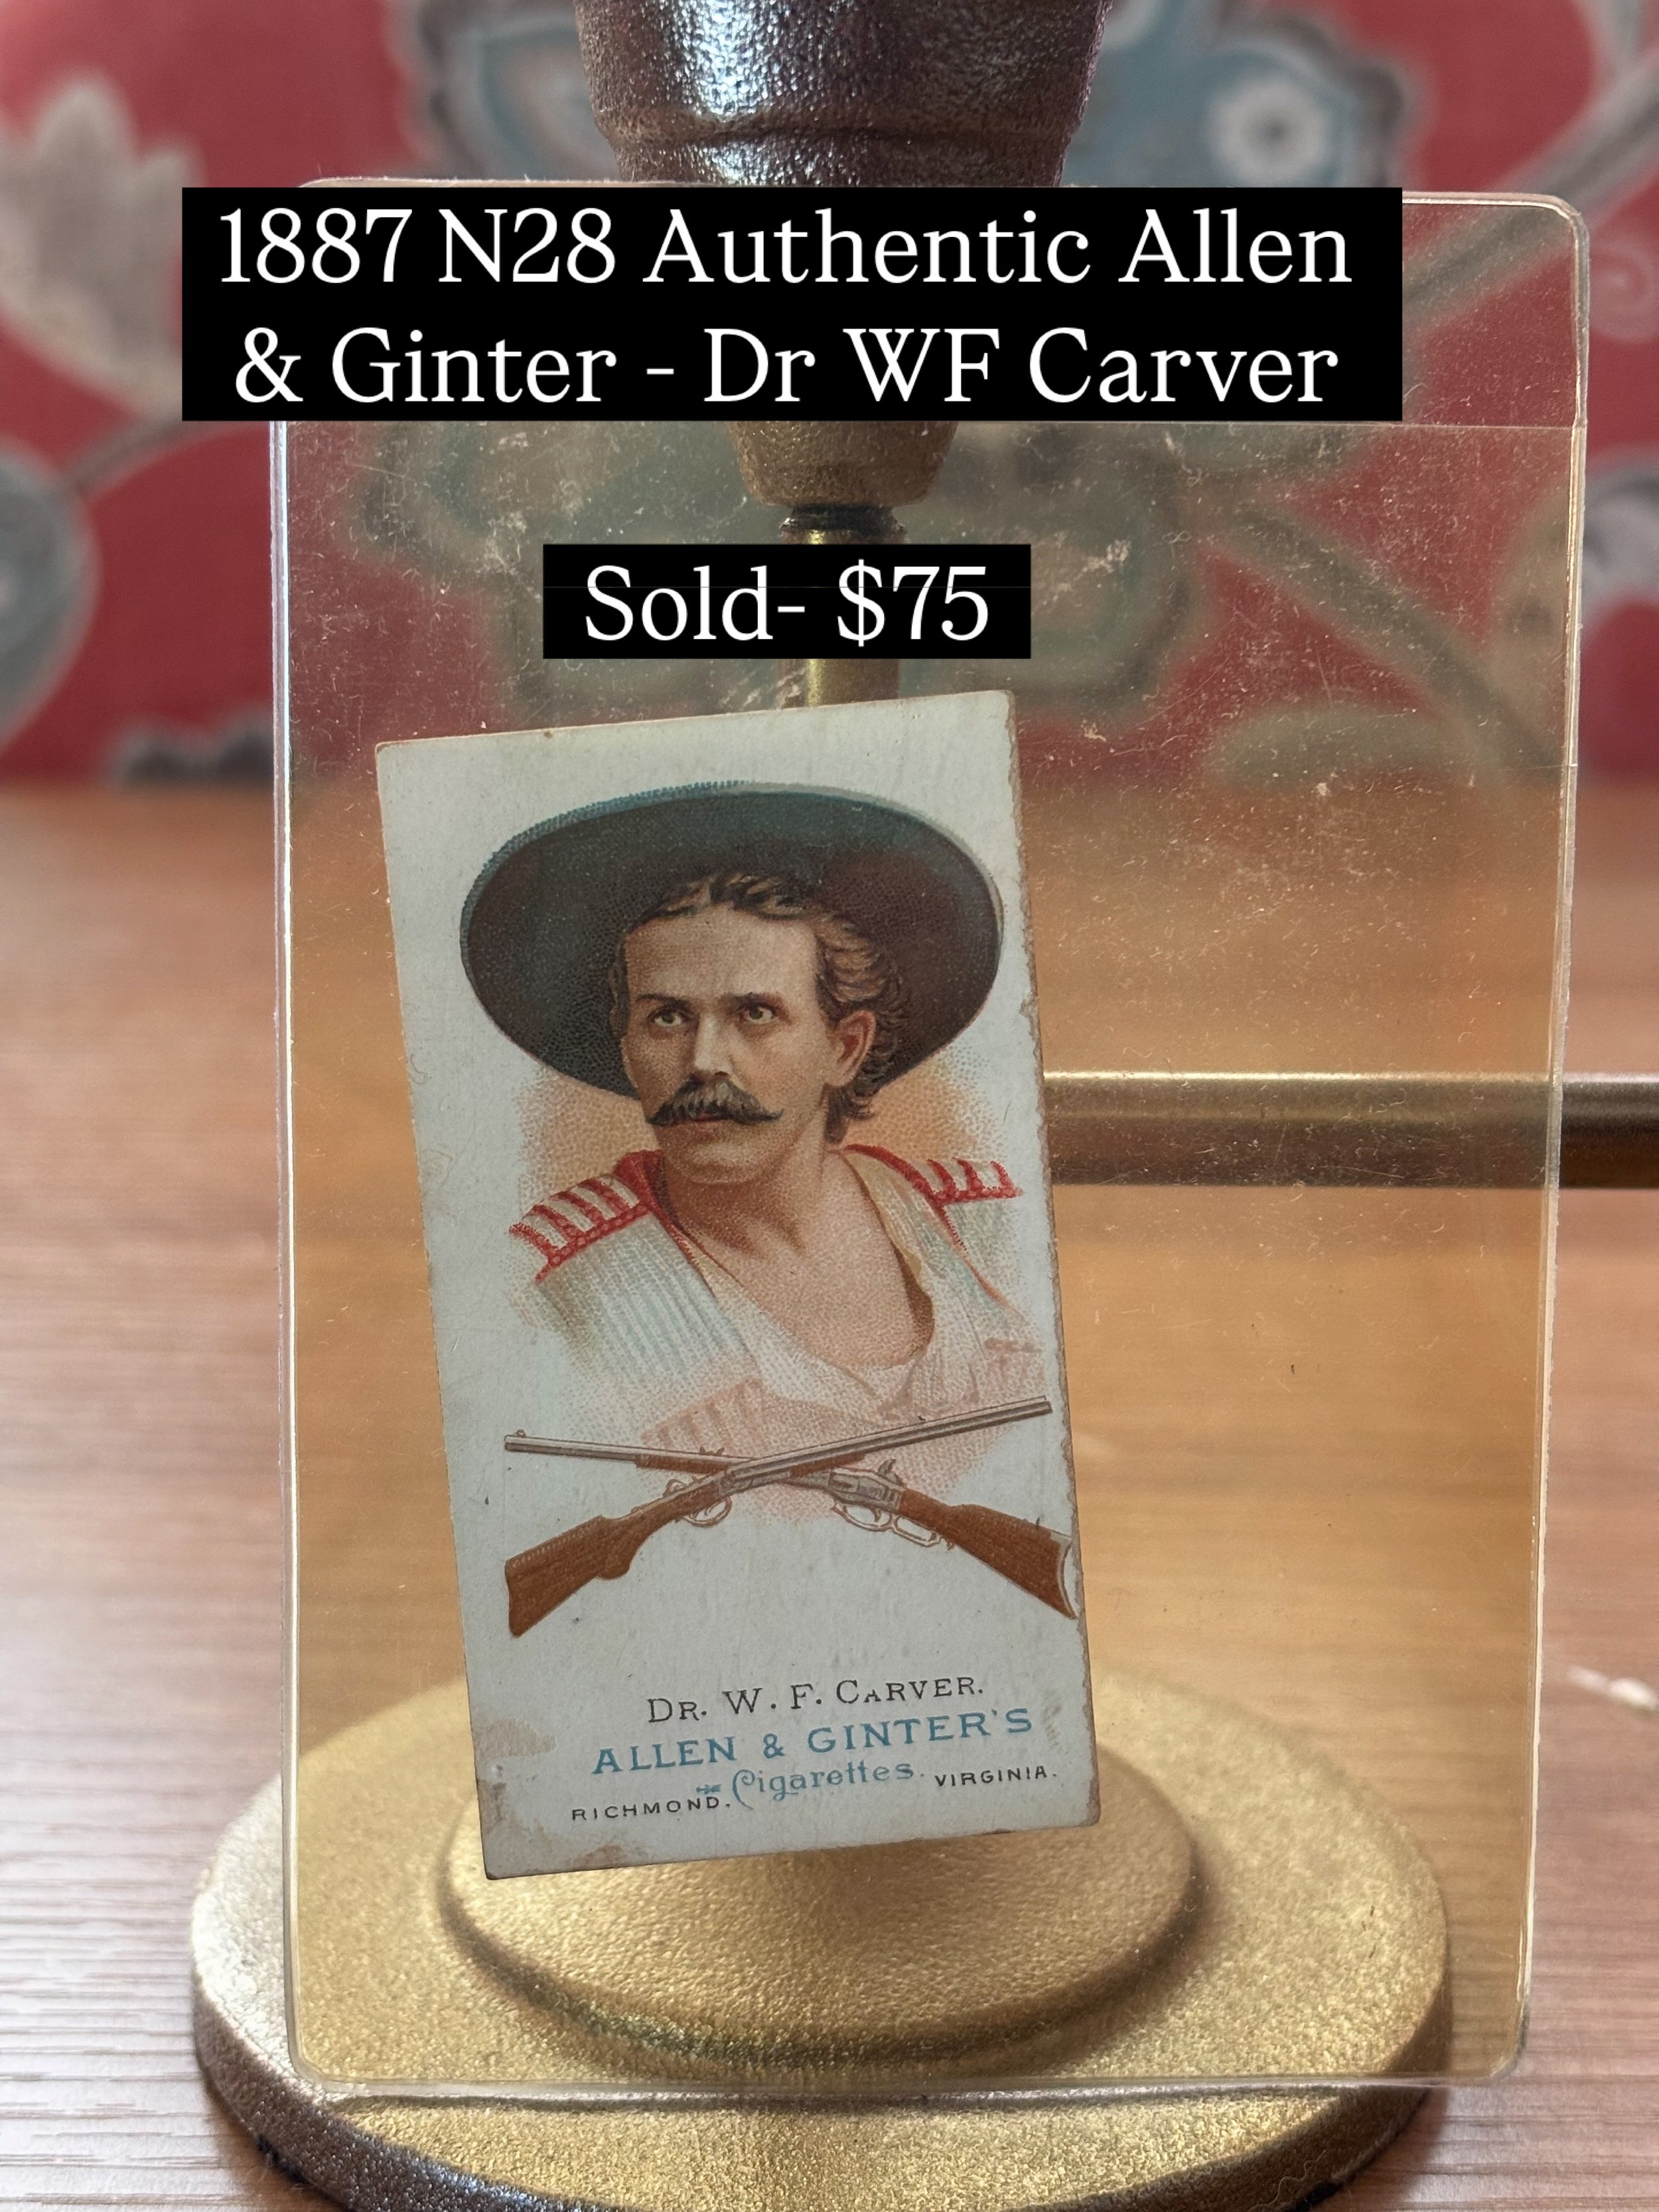 1887 N28 Authentic Allen
& Ginter - Dr WF Carver
Sold- $75
DR. W. F. CARVER.
ALLEN & GINTER'S
Cigarettes.
RICHMOND. VIRGINIA.